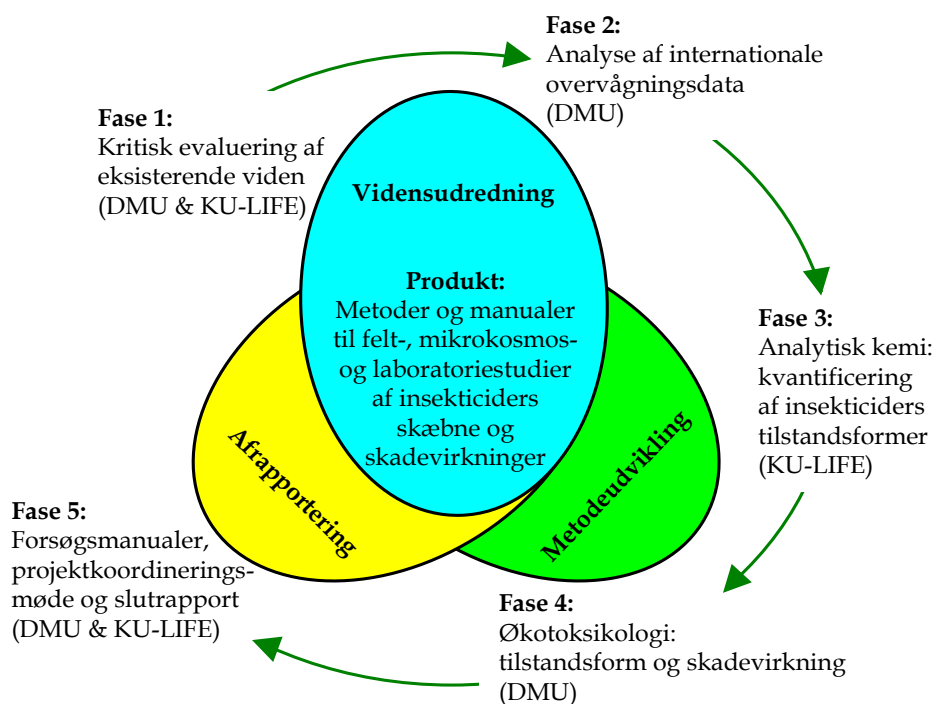 Fase 1:
Kritisk evaluering af
eksisterende viden
(DMU & KU-LIFE)
Fase 2:
Analyse af internationale
overvågningsdata
(DMU)
Vidensudredning
Produkt:
Metoder og manualer
til felt-, mikrokosmos-
og laboratoriestudier
af insekticiders
skæbne og
skadevirkninger
Afrapportering
Metodeudvikling
Fase 3:
Analytisk kemi:
kvantificering
af insekticiders
tilstandsformer
(KU-LIFE)
Fase 4:
Økotoksikologi:
tilstandsform og skadevirkning
(DMU)
Fase 5:
Forsøgsmanualer,
projektkoordinerings-
møde og slutrapport
(DMU & KU-LIFE)